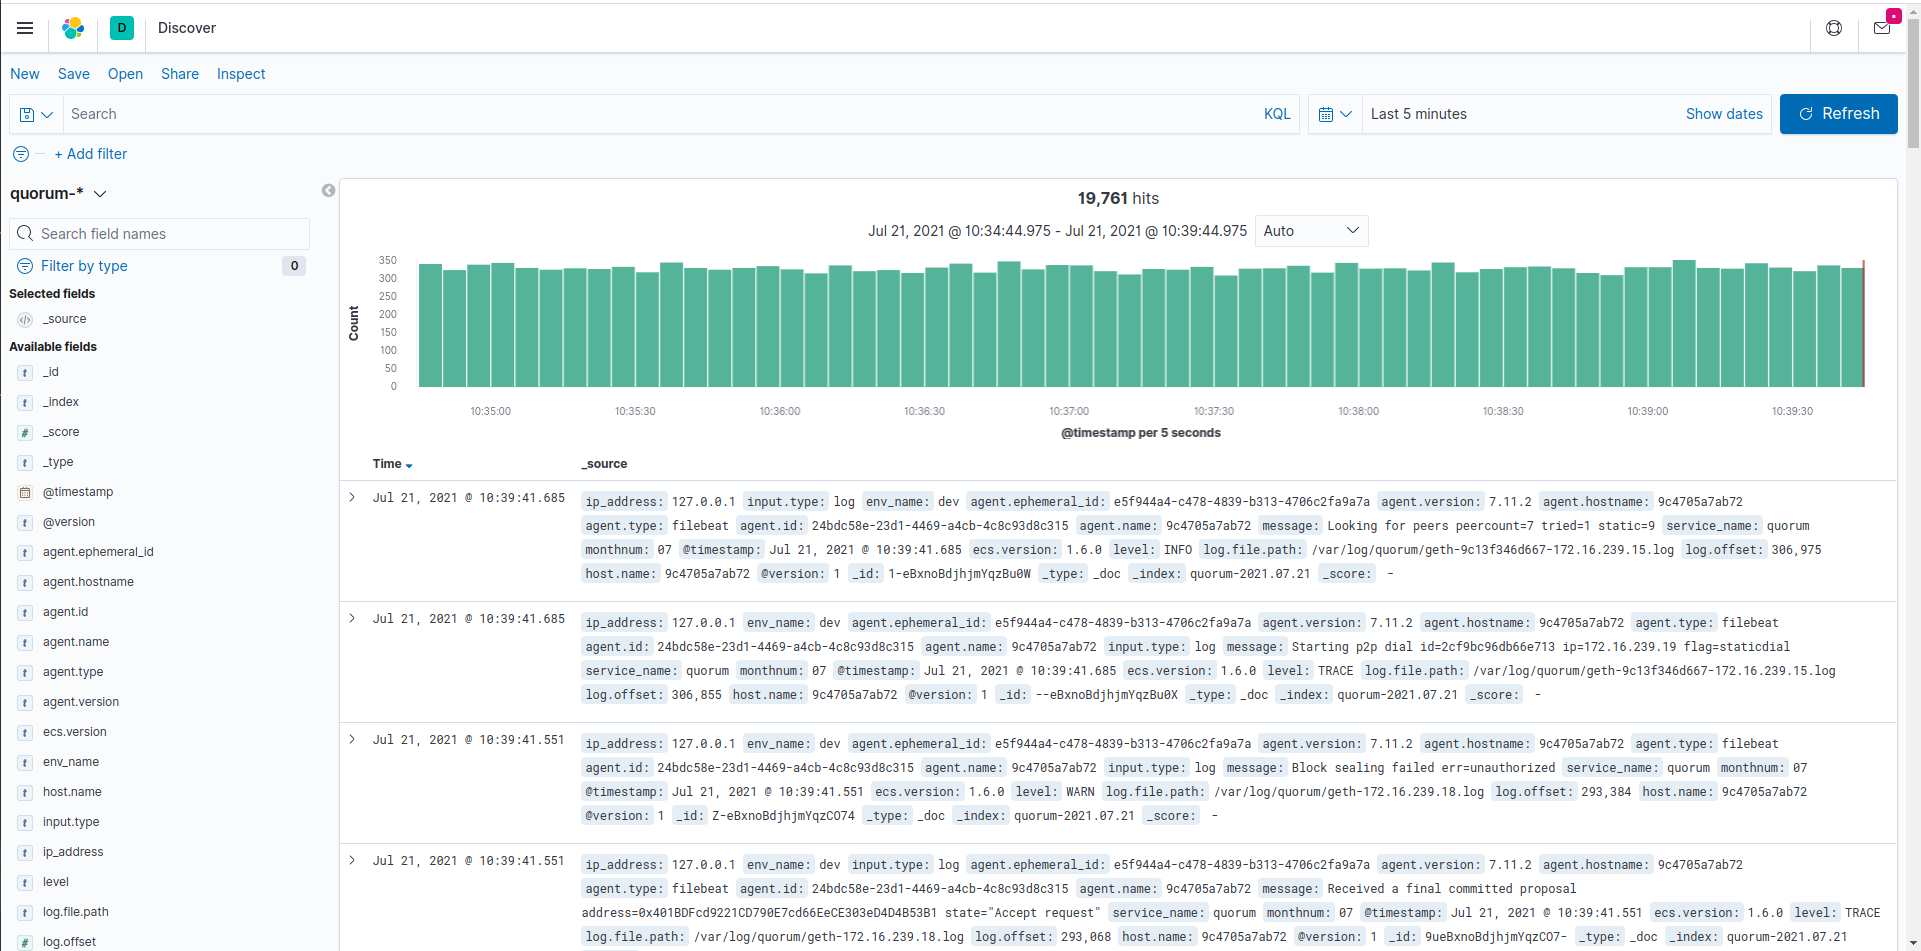 D Discover
New Save Open Share Inspect
Search KQL Last 5 minutes Show dates Refresh
+ Add filter
quorum-*
Search field names
Filter by type 0
Selected fields
_source
Available fields
t _id
t _index
# _score
t _type
@timestamp
t @version
t agent.ephemeral_id
t agent.hostname
t agent.id
t agent.name
t agent.type
t agent.version
t ecs.version
t env_name
t host.name
t input.type
t ip_address
t level
t log.file.path
# log.offset
19,761 hits
Jul 21, 2021 @ 10:34:44.975 - Jul 21, 2021 @ 10:39:44.975 Auto
Count
350
300
250
200
150
100
50
0
10:35:00 10:35:30 10:36:00 10:36:30 10:37:00 10:37:30 10:38:00 10:38:30 10:39:00 10:39:30
@timestamp per 5 seconds
Time _source
Jul 21, 2021 @ 10:39:41.685 ip_address: 127.0.0.1 input.type: log env_name: dev agent.ephemeral_id: e5f944a4-c478-4839-b313-4706c2fa9a7a agent.version: 7.11.2 agent.hostname: 9c4705a7ab72
agent.type: filebeat agent.id: 24bdc58e-23d1-4469-a4cb-4c8c93d8c315 agent.name: 9c4705a7ab72 message: Looking for peers peercount=7 tried=1 static=9 service_name: quorum
monthnum: 07 @timestamp: Jul 21, 2021 @ 10:39:41.685 ecs.version: 1.6.0 level: INFO log.file.path: /var/log/quorum/geth-9c13f346d667-172.16.239.15.log log.offset: 306,975
host.name: 9c4705a7ab72 @version: 1 _id: 1-eBxnoBdjhjmYqzBu0W _type: _doc _index: quorum-2021.07.21 _score: -
Jul 21, 2021 @ 10:39:41.685 ip_address: 127.0.0.1 env_name: dev agent.ephemeral_id: e5f944a4-c478-4839-b313-4706c2fa9a7a agent.version: 7.11.2 agent.hostname: 9c4705a7ab72 agent.type: filebeat
agent.id: 24bdc58e-23d1-4469-a4cb-4c8c93d8c315 agent.name: 9c4705a7ab72 input.type: log message: Starting p2p dial id=2cf9bc96db66e713 ip=172.16.239.19 flag=staticdial
service_name: quorum monthnum: 07 @timestamp: Jul 21, 2021 @ 10:39:41.685 ecs.version: 1.6.0 level: TRACE log.file.path: /var/log/quorum/geth-9c13f346d667-172.16.239.15.log
log.offset: 306,855 host.name: 9c4705a7ab72 @version: 1 _id: --eBxnoBdjhjmYqzBu0X _type: _doc _index: quorum-2021.07.21 _score: -
Jul 21, 2021 @ 10:39:41.551 ip_address: 127.0.0.1 env_name: dev agent.ephemeral_id: e5f944a4-c478-4839-b313-4706c2fa9a7a agent.version: 7.11.2 agent.hostname: 9c4705a7ab72 agent.type: filebeat
agent.id: 24bdc58e-23d1-4469-a4cb-4c8c93d8c315 agent.name: 9c4705a7ab72 input.type: log message: Block sealing failed err=unauthorized service_name: quorum monthnum: 07
@timestamp: Jul 21, 2021 @ 10:39:41.551 ecs.version: 1.6.0 level: WARN log.file.path: /var/log/quorum/geth-172.16.239.18.log log.offset: 293,384 host.name: 9c4705a7ab72
@version: 1 _id: Z-eBxnoBdjhjmYqzCO74 _type: _doc _index: quorum-2021.07.21 _score: -
Jul 21, 2021 @ 10:39:41.551 ip_address: 127.0.0.1 env_name: dev input.type: log agent.ephemeral_id: e5f944a4-c478-4839-b313-4706c2fa9a7a agent.version: 7.11.2 agent.hostname: 9c4705a7ab72
agent.type: filebeat agent.id: 24bdc58e-23d1-4469-a4cb-4c8c93d8c315 agent.name: 9c4705a7ab72 message: Received a final committed proposal
address=0x401BDFcd9221CD790E7cd66EeCE303eD4D4B53B1 state="Accept request" service_name: quorum monthnum: 07 @timestamp: Jul 21, 2021 @ 10:39:41.551 ecs.version: 1.6.0 level: TRACE
log.file.path: /var/log/quorum/geth-172.16.239.18.log log.offset: 293,068 host.name: 9c4705a7ab72 @version: 1 _id: 9ueBxnoBdjhjmYqzCO7- _type: _doc _index: quorum-2021.07.21